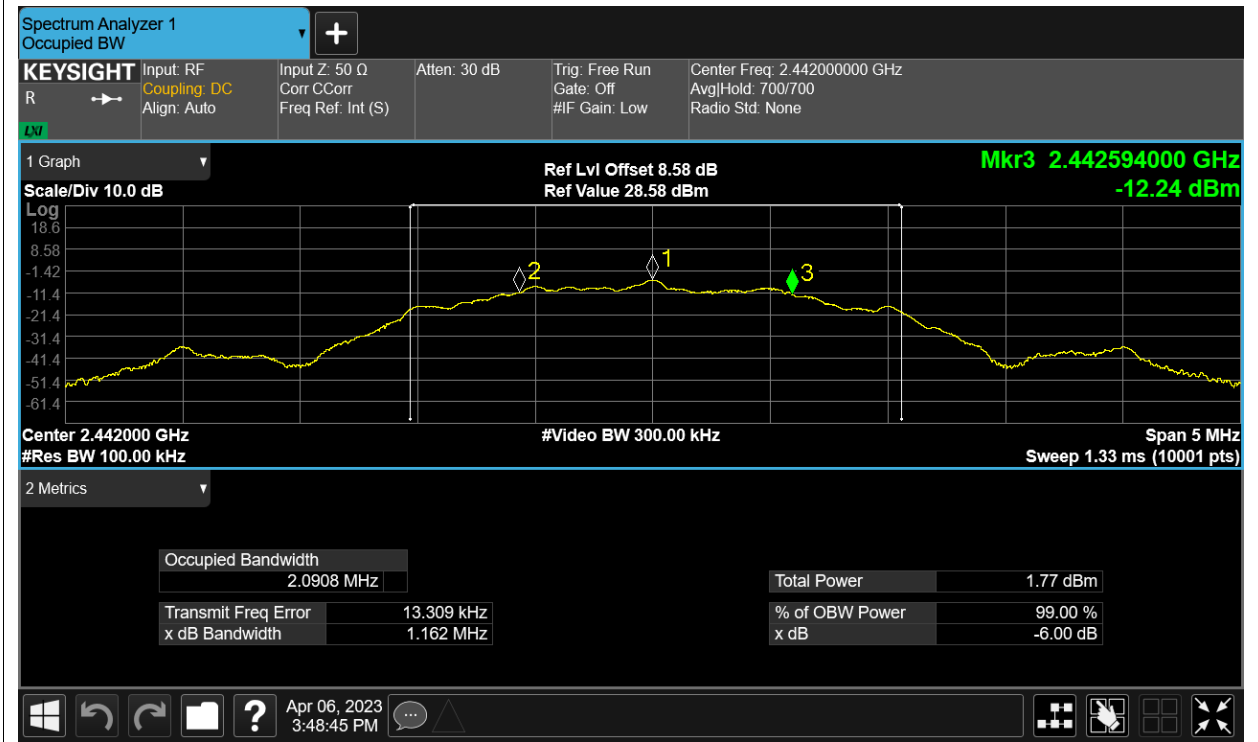 Spectrum Analyzer 1
Occupied BW
▼
+
KEYSIGHT
R
LXI
Input: RF
Coupling: DC
Align: Auto
Input Z: 50 Ω
Corr CCorr
Freq Ref: Int (S)
Atten: 30 dB
Trig: Free Run
Gate: Off
#IF Gain: Low
Center Freq: 2.442000000 GHz
Avg|Hold: 700/700
Radio Std: None
1 Graph
Scale/Div 10.0 dB
Ref Lvl Offset 8.58 dB
Ref Value 28.58 dBm
Mkr3 2.442594000 GHz
-12.24 dBm
Log
18.6
8.58
-1.42
-11.4
-21.4
-31.4
-41.4
-51.4
-61.4
2
1
3
Center 2.442000 GHz
#Video BW 300.00 kHz
Span 5 MHz
#Res BW 100.00 kHz
Sweep 1.33 ms (10001 pts)
2 Metrics
Occupied Bandwidth
2.0908 MHz
Total Power 1.77 dBm
Transmit Freq Error 13.309 kHz
% of OBW Power 99.00 %
x dB Bandwidth 1.162 MHz
x dB -6.00 dB
?
Apr 06, 2023
3:48:45 PM